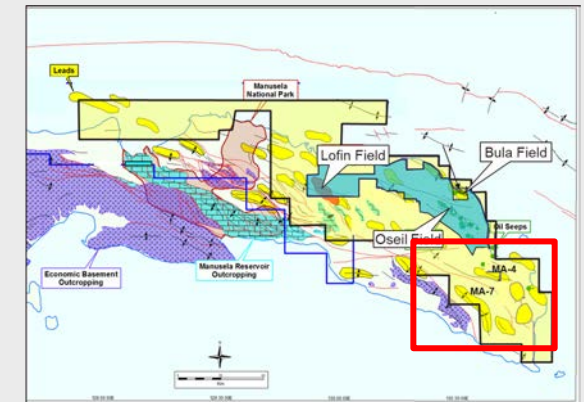 Leads
Manusela
National Park
Lofin Field
Bula Field
Oil Seeps
Oseil Field
MA-4
MA-7
Economic Basement
Outcropping
Manusela Reservoir
Outcropping